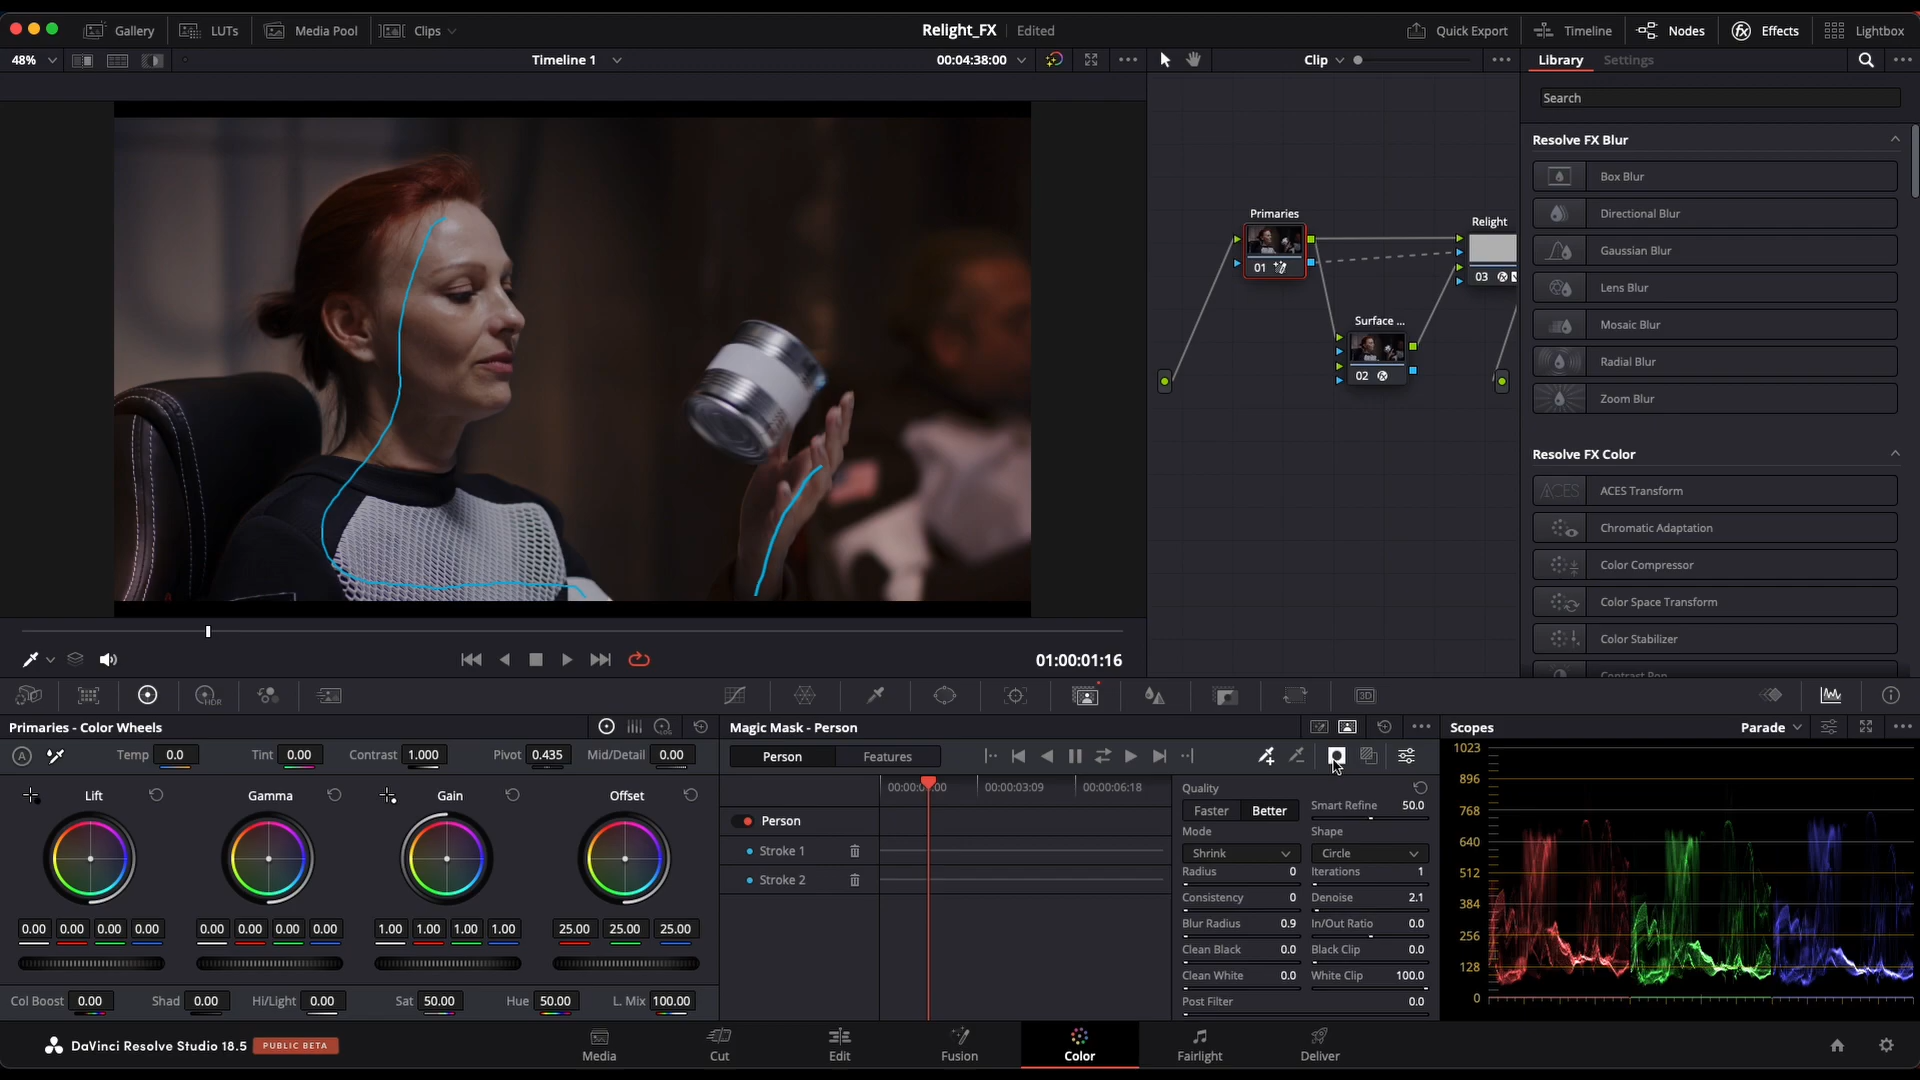 Gallery LUTs Media Pool Clips Relight_FX Edited Quick Export Timeline Nodes Effects Lightbox
48% Timeline 1 00:04:38:00 Clip Library Settings
Search
Resolve FX Blur
Box Blur
Directional Blur
Gaussian Blur
Lens Blur
Mosaic Blur
Radial Blur
Zoom Blur
Resolve FX Color
ACES ACES Transform
Chromatic Adaptation
Color Compressor
Color Space Transform
Color Stabilizer
Contrast Pop
Primaries
01
Relight
03
Surface ...
02
01:00:01:16
HDR 3D
Primaries - Color Wheels LOG
A Temp 0.0 Tint 0.00 Contrast 1.000 Pivot 0.435 Mid/Detail 0.00
Lift Gamma Gain Offset
0.00 0.00 0.00 0.00 0.00 0.00 0.00 0.00 1.00 1.00 1.00 1.00 25.00 25.00 25.00
Col Boost 0.00 Shad 0.00 Hi/Light 0.00 Sat 50.00 Hue 50.00 L. Mix 100.00
Magic Mask - Person
Person Features
00:00:03:09 00:00:06:18
Person
Stroke 1
Stroke 2
Quality
Faster Better Smart Refine 50.0
Mode Shape
Shrink Circle
Radius 0 Iterations 1
Consistency 0 Denoise 2.1
Blur Radius 0.9 In/Out Ratio 0.0
Clean Black 0.0 Black Clip 0.0
Clean White 0.0 White Clip 100.0
Post Filter 0.0
Scopes Parade
1023
896
768
640
512
384
256
128
0
DaVinci Resolve Studio 18.5 PUBLIC BETA
Media Cut Edit Fusion Color Fairlight Deliver